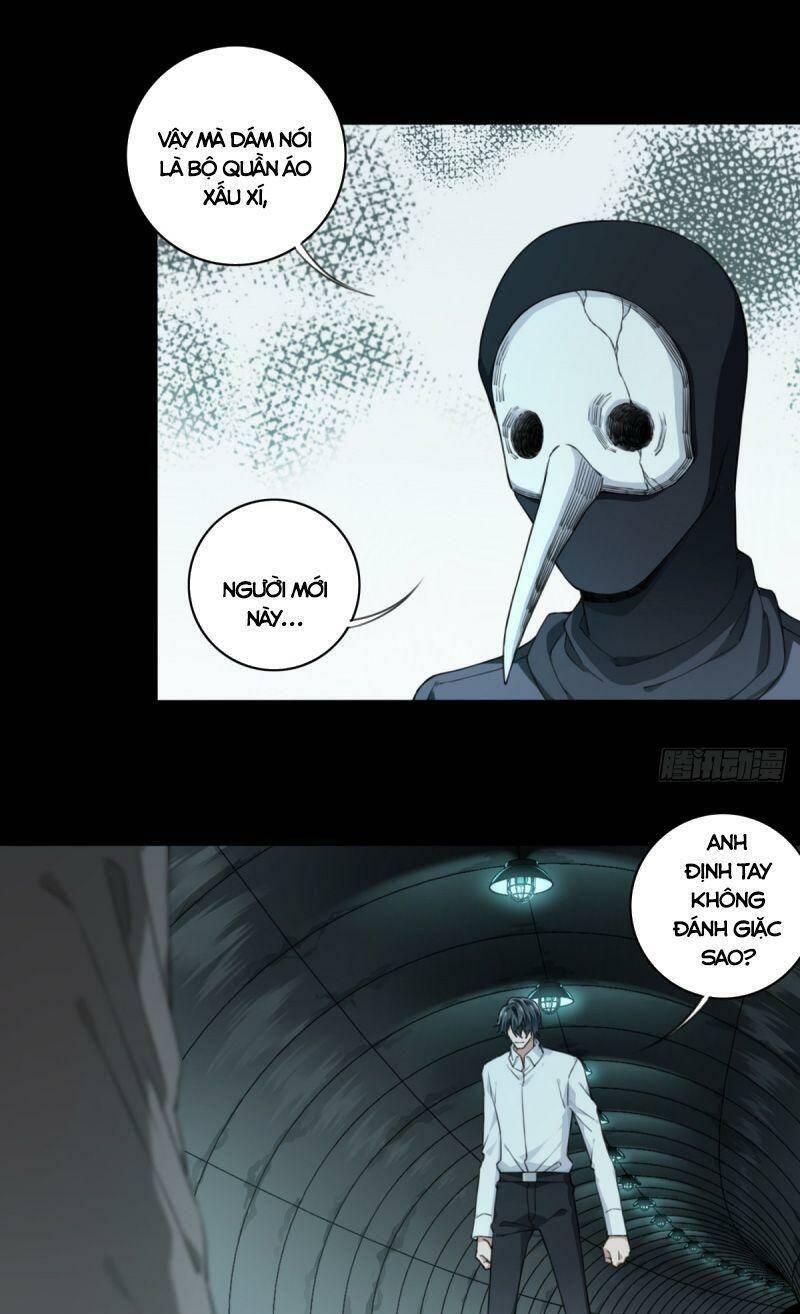 VẬY MÀ DÁM NÓI
LÀ BỘ QUẦN ÁO
XẤU XÍ,
NGƯỜI MỚI
NÀY...
腾讯动漫
ANH
ĐỊNH TAY
KHÔNG
ĐÁNH GIẶC
SAO?